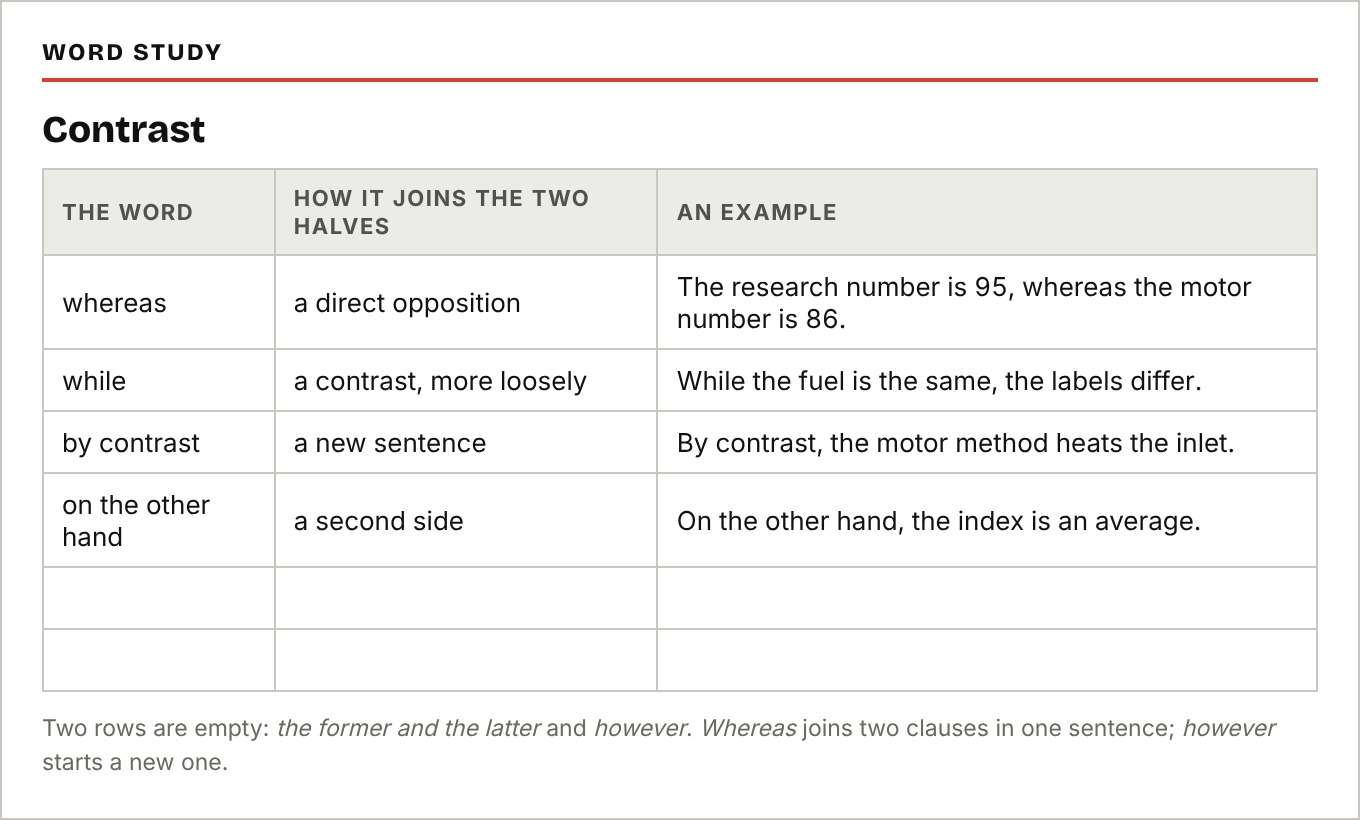 WORD STUDY
Contrast
THE WORD
HOW IT JOINS THE TWO
HALVES
AN EXAMPLE
whereas
a direct opposition
The research number is 95, whereas the motor
number is 86.
while
a contrast, more loosely
While the fuel is the same, the labels differ.
by contrast
a new sentence
By contrast, the motor method heats the inlet.
on the other
hand
a second side
On the other hand, the index is an average.
Two rows are empty: the former and the latter and however. Whereas joins two clauses in one sentence; however
starts a new one.